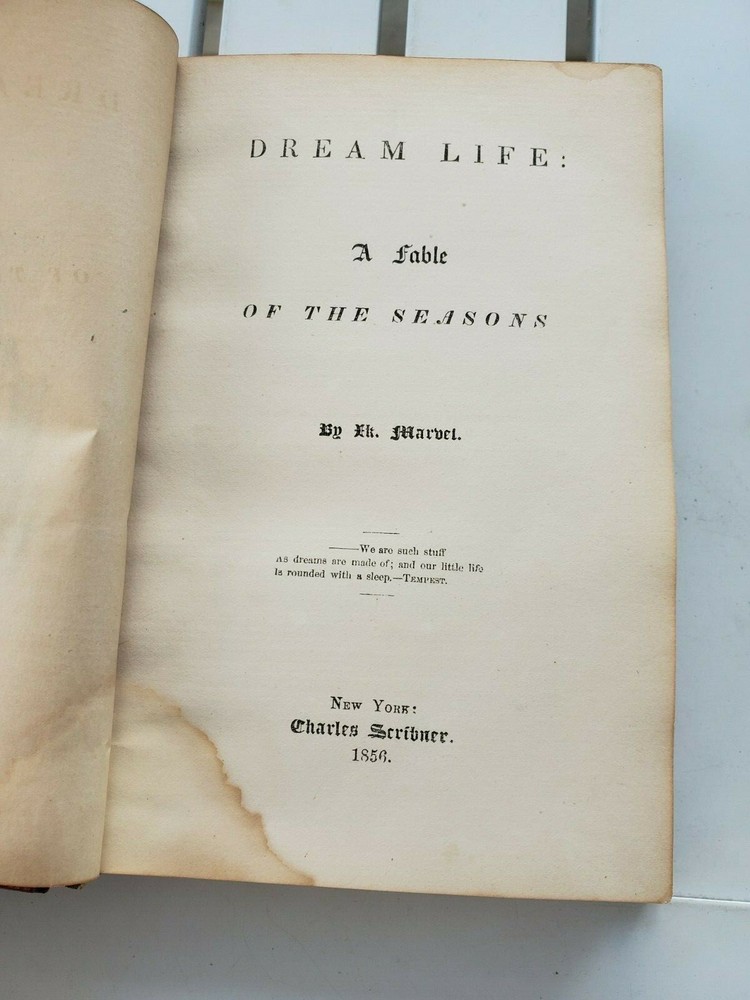 DREAM LIFE:
A Fable
OF THE SEASONS
By Ik. Marvel.
——We are such stuff
As dreams are made of; and our little life
Is rounded with a sleep.—TEMPEST.
NEW YORK:
Charles Scribner.
1856.